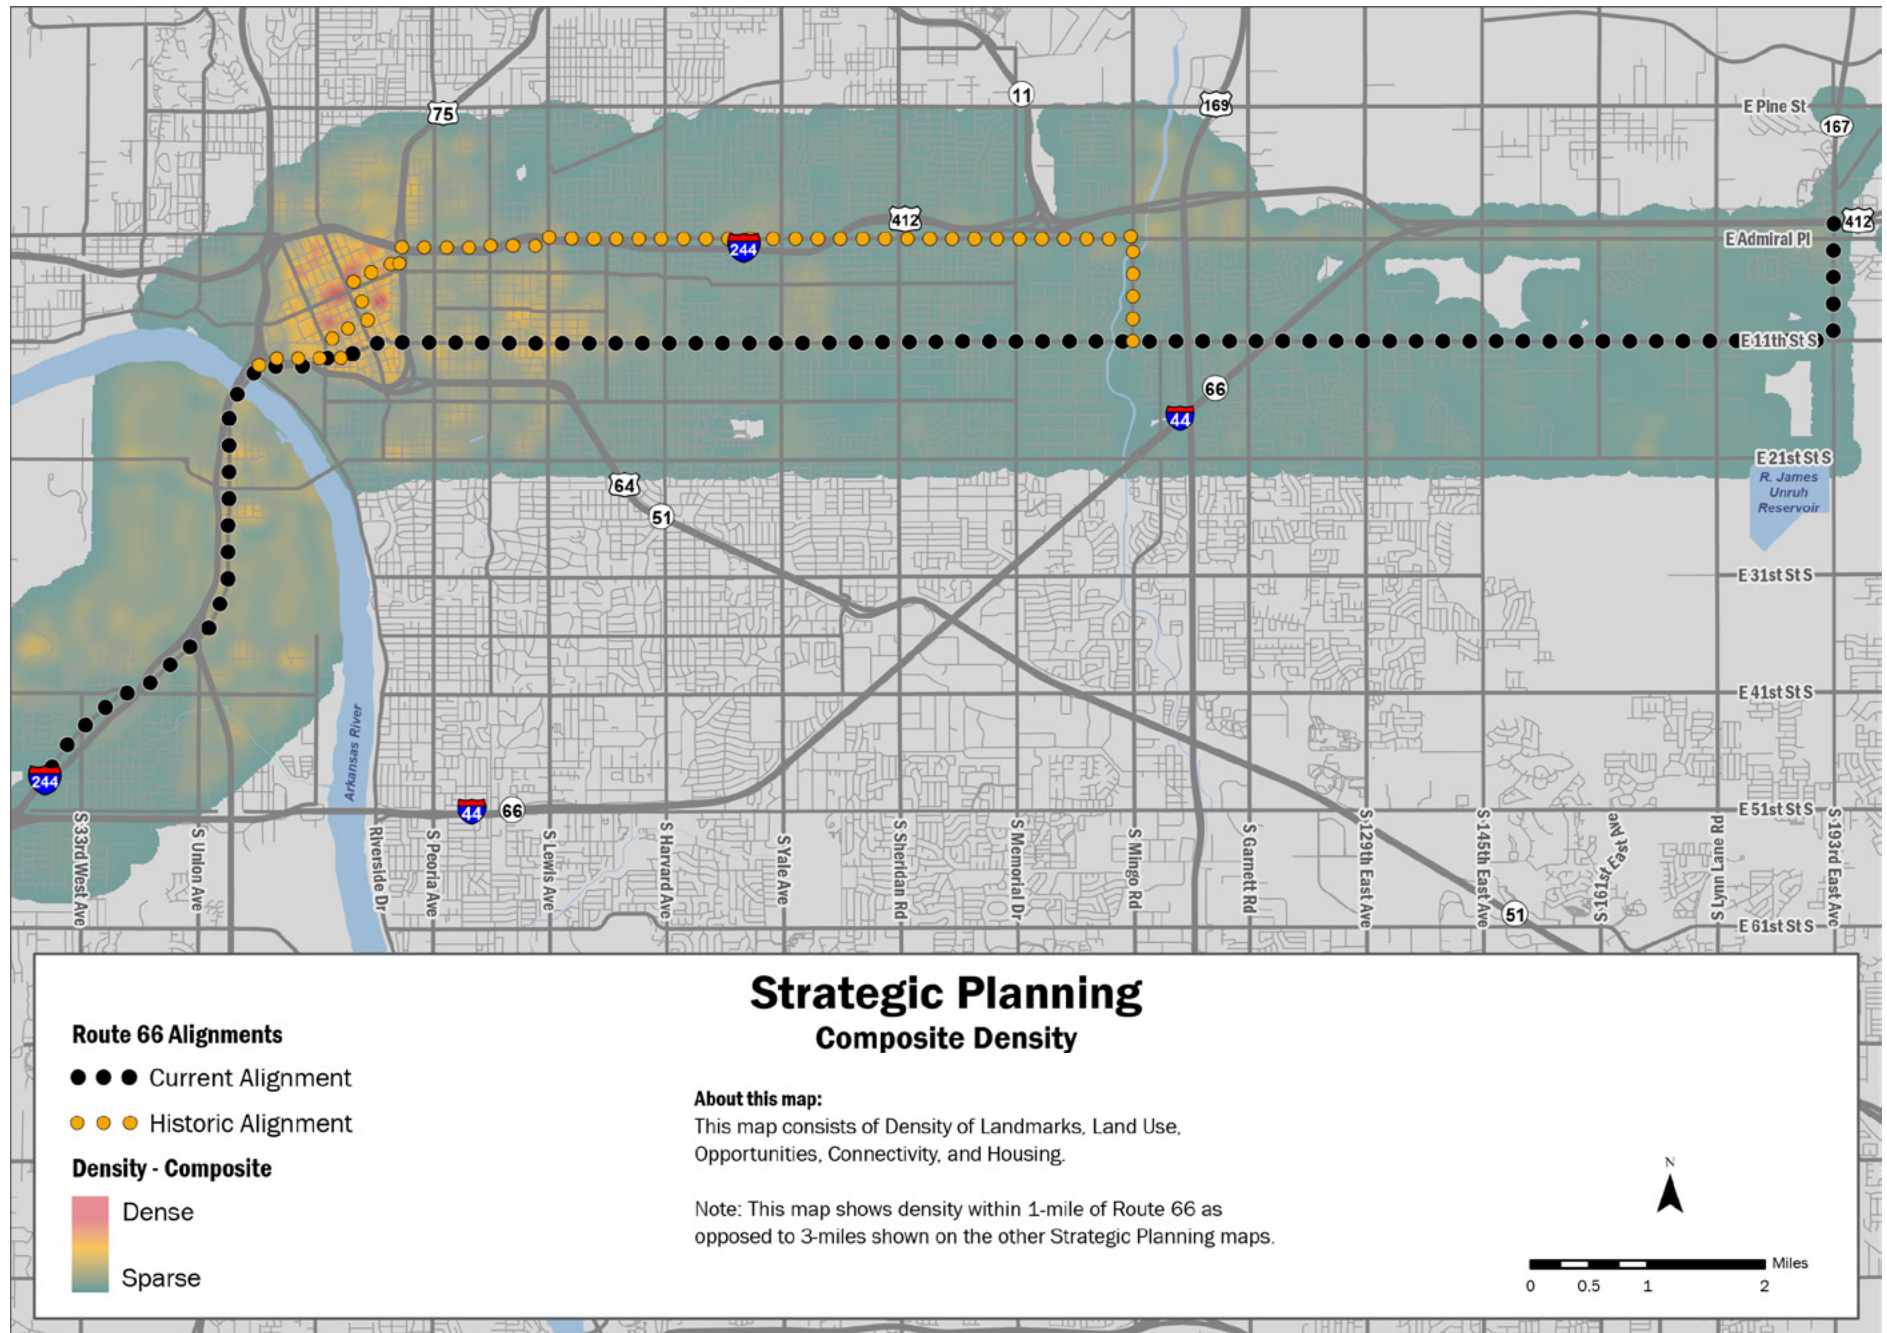 11
75
169
E Pine St
167
412
412
E Admiral Pl
244
E 11th St S
66
44
E 21st St S
64
R. James
Unruh
Reservoir
51
E 31st St S
E 41st St S
Arkansas River
244
44
66
E 51st St S
S 33rd West Ave
S Union Ave
Riverside Dr
S Peoria Ave
S Lewis Ave
S Harvard Ave
S Yale Ave
S Sheridan Rd
S Memorial Dr
S Mingo Rd
S Garnett Rd
S 129th East Ave
S 145th East Ave
S 161st East Ave
S Lynn Lane Rd
S 193rd East Ave
51
E 61st St S
Strategic Planning
Composite Density
Route 66 Alignments
Current Alignment
Historic Alignment
Density - Composite
Dense
Sparse
About this map:
This map consists of Density of Landmarks, Land Use,
Opportunities, Connectivity, and Housing.
Note: This map shows density within 1-mile of Route 66 as
opposed to 3-miles shown on the other Strategic Planning maps.
N
Miles
0 0.5 1 2